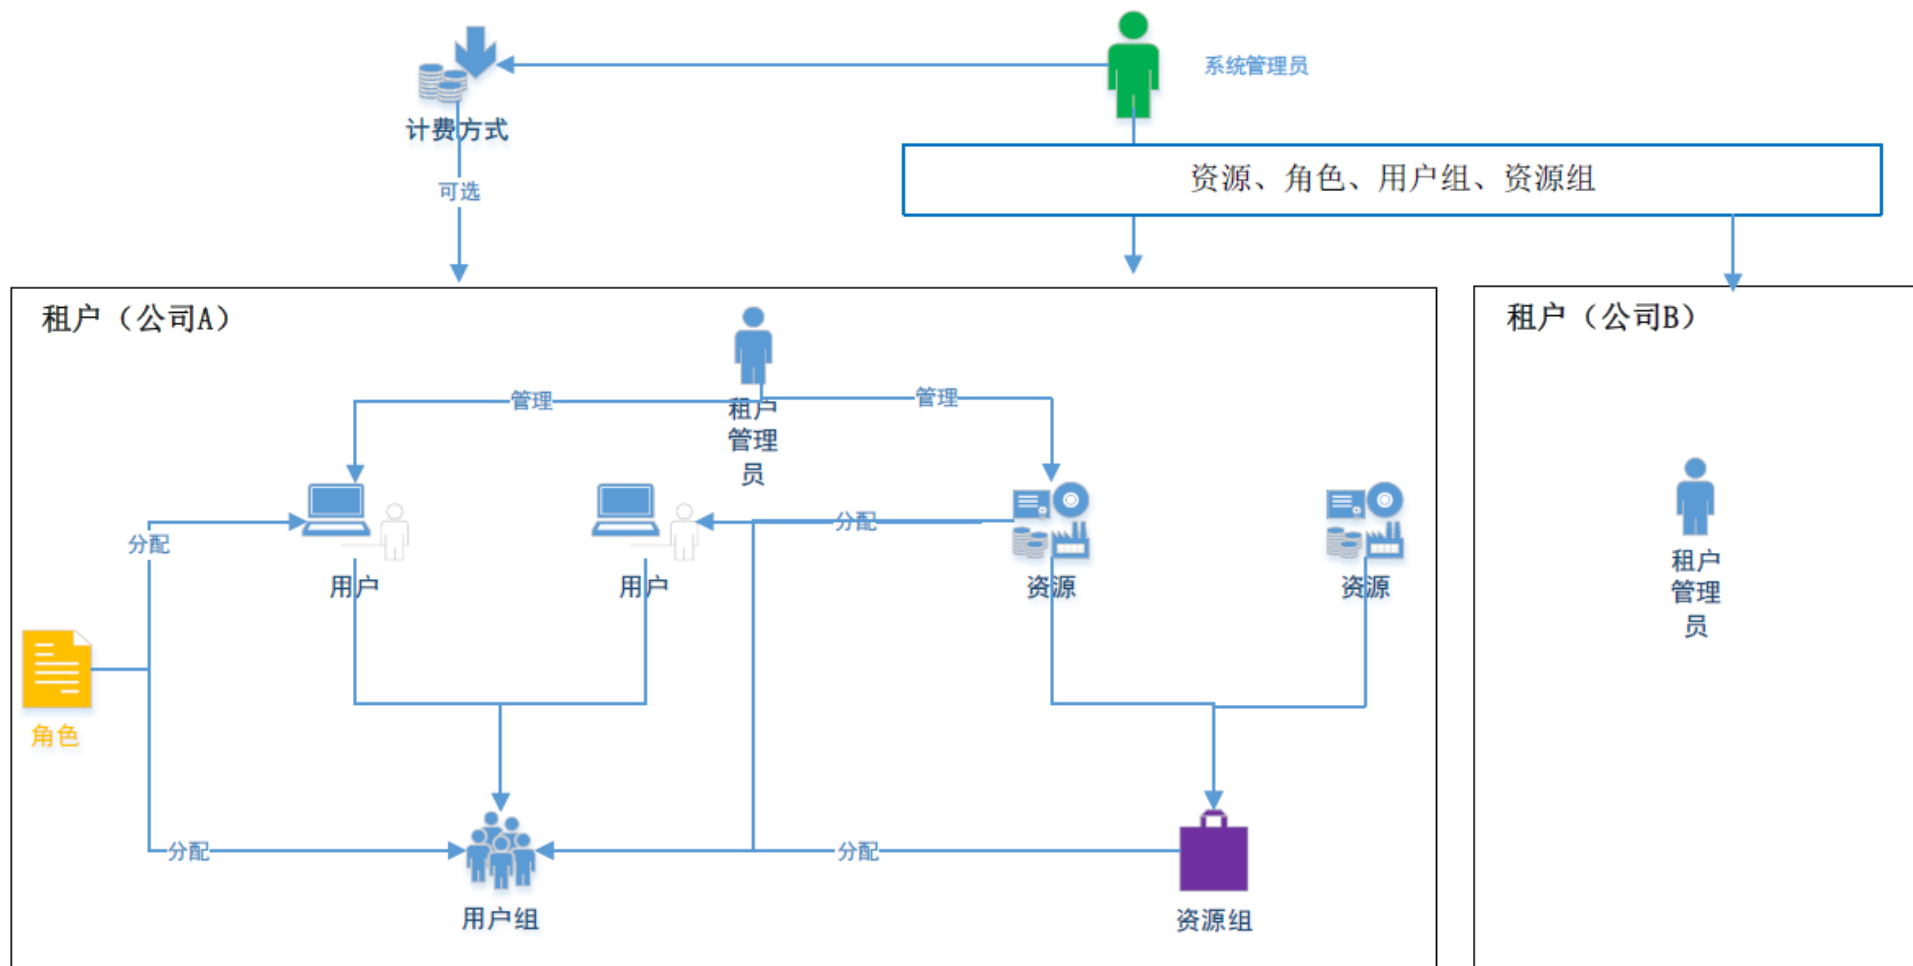 系统管理员
计费方式
资源、角色、用户组、资源组
可选
租户（公司A）
租户（公司B）
管理
管理
租户
管理
员
分配
分配
用户
用户
资源
资源
租户
管理
员
角色
分配
分配
用户组
资源组